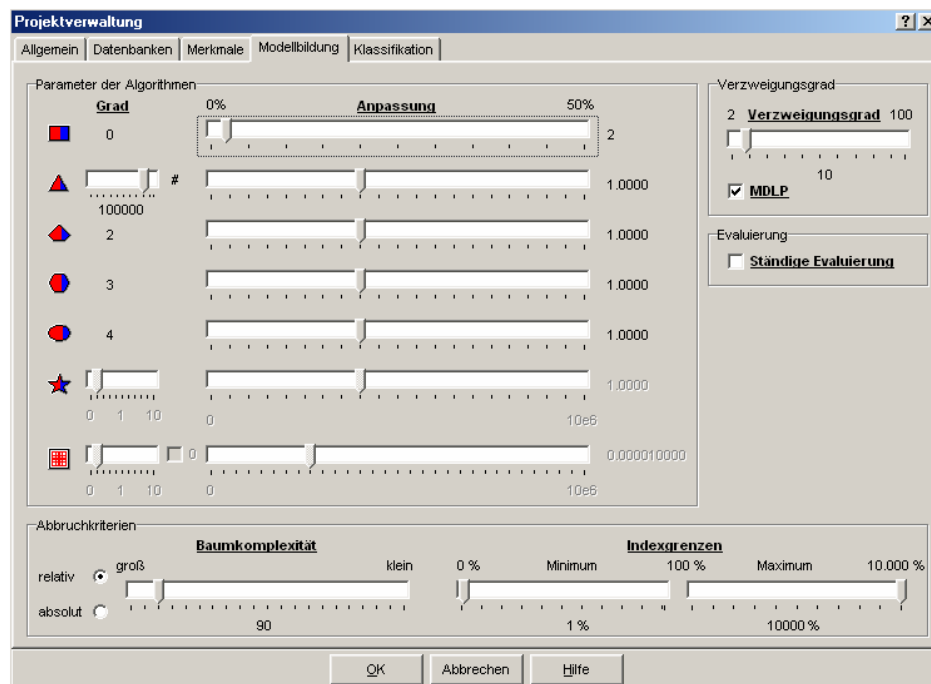 Projektverwaltung
Allgemein Datenbanken Merkmale Modellbildung Klassifikation
Parameter der Algorithmen
Grad 0% Anpassung 50%
0 2
# 1.0000
100000
2 1.0000
3 1.0000
4 1.0000
1.0000
0 1 10 0 10e6
0 0.000010000
0 1 10 0 10e6
Verzweigungsgrad
2 Verzweigungsgrad 100
10
MDLP
Evaluierung
Ständige Evaluierung
Abbruchkriterien
Baumkomplexität Indexgrenzen
relativ groß klein 0 % Minimum 100 % Maximum 10.000 %
absolut
90 1 % 10000 %
OK Abbrechen Hilfe